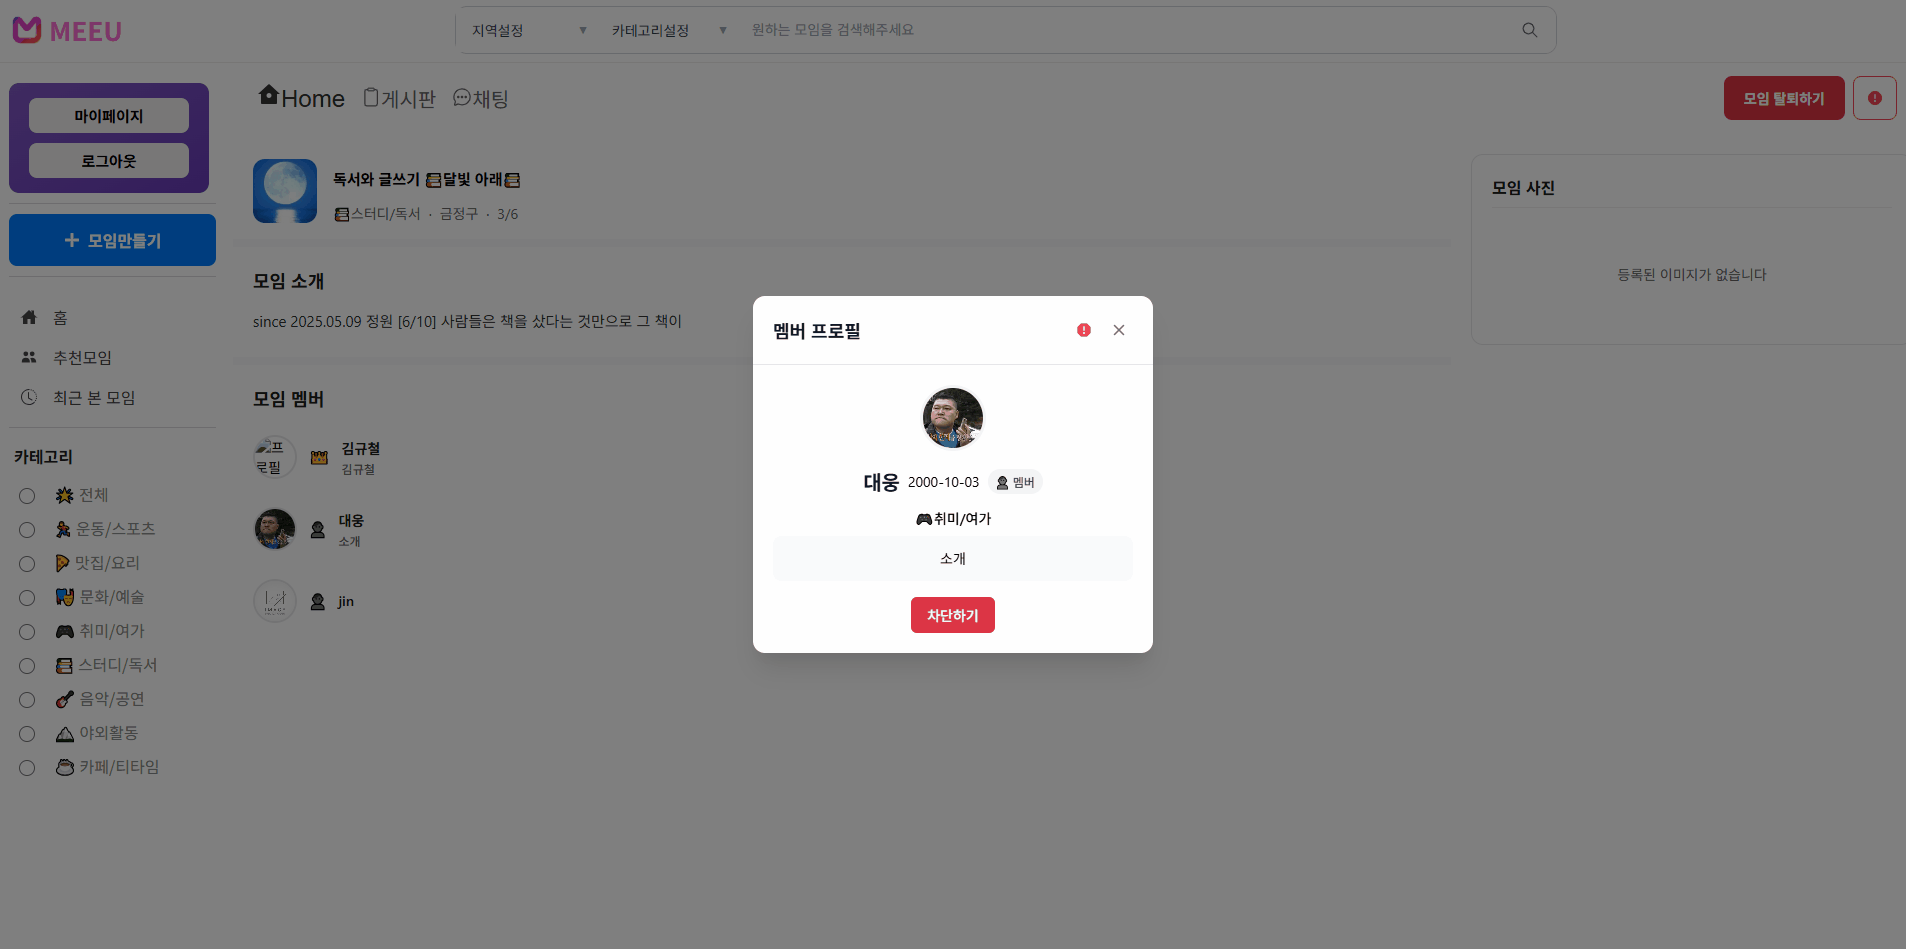 MEEU
지역설정 ▼ 카테고리설정 ▼ 원하는 모임을 검색해주세요
마이페이지
로그아웃
+ 모임만들기
홈
추천모임
최근 본 모임
카테고리
전체
운동/스포츠
맛집/요리
문화/예술
취미/여가
스터디/독서
음악/공연
야외활동
카페/티타임
Home 게시판 채팅
모임 탈퇴하기
독서와 글쓰기 📚달빛 아래📚
📚스터디/독서 · 금정구 · 3/6
모임 소개
since 2025.05.09 정원 [6/10] 사람들은 책을 샀다는 것만으로 그 책이
모임 멤버
프로필
김규철
김규철
대웅
소개
jin
모임 사진
등록된 이미지가 없습니다
멤버 프로필
대웅 2000-10-03 멤버
🎮취미/여가
소개
차단하기